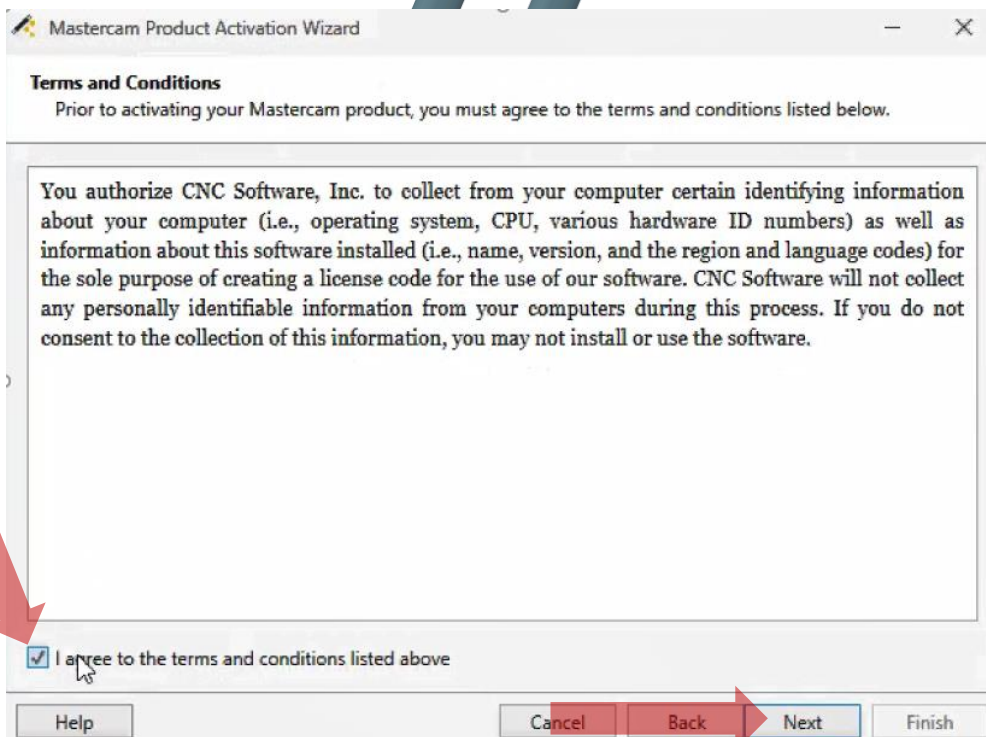 Mastercam Product Activation Wizard
Terms and Conditions
Prior to activating your Mastercam product, you must agree to the terms and conditions listed below.
You authorize CNC Software, Inc. to collect from your computer certain identifying information
about your computer (i.e., operating system, CPU, various hardware ID numbers) as well as
information about this software installed (i.e., name, version, and the region and language codes) for
the sole purpose of creating a license code for the use of our software. CNC Software will not collect
any personally identifiable information from your computers during this process. If you do not
consent to the collection of this information, you may not install or use the software.
I agree to the terms and conditions listed above
Help Cancel Back Next Finish